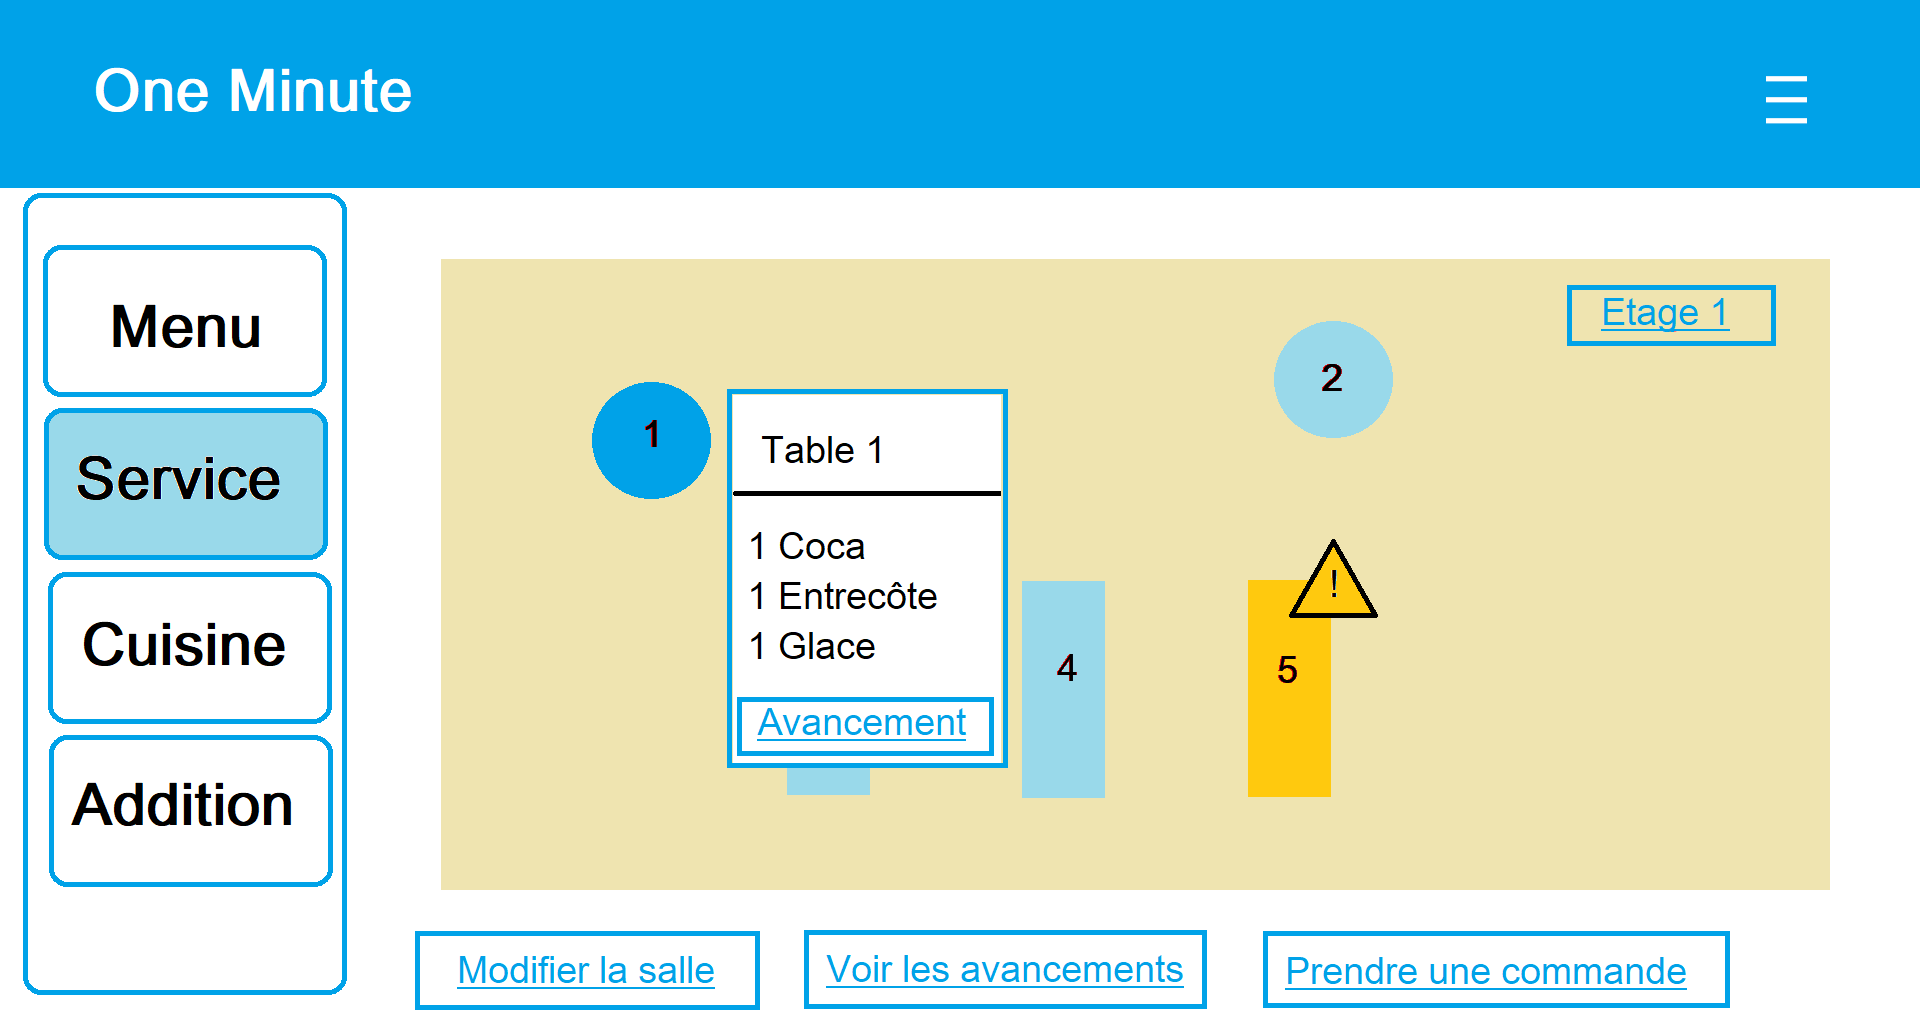 One Minute
Menu
Service
Cuisine
Addition
Etage 1
1
2
Table 1
1 Coca
1 Entrecôte
1 Glace
Avancement
4
!
5
Modifier la salle
Voir les avancements
Prendre une commande